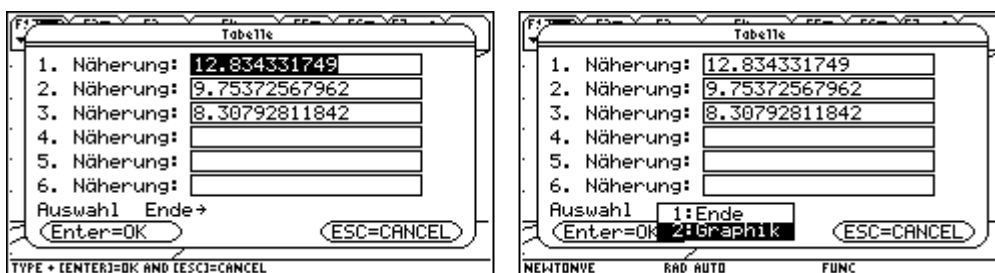 Tabelle
1. Näherung: 12.834331749
2. Näherung: 9.75372567962
3. Näherung: 8.30792811842
4. Näherung:
5. Näherung:
6. Näherung:
Auswahl Ende→
Enter=OK ESC=CANCEL
TYPE + [ENTER]=OK AND [ESC]=CANCEL
Tabelle
1. Näherung: 12.834331749
2. Näherung: 9.75372567962
3. Näherung: 8.30792811842
4. Näherung:
5. Näherung:
6. Näherung:
Auswahl 1:Ende
Enter=OK 2:Graphik ESC=CANCEL
NEWTONVE RAD AUTO FUNC